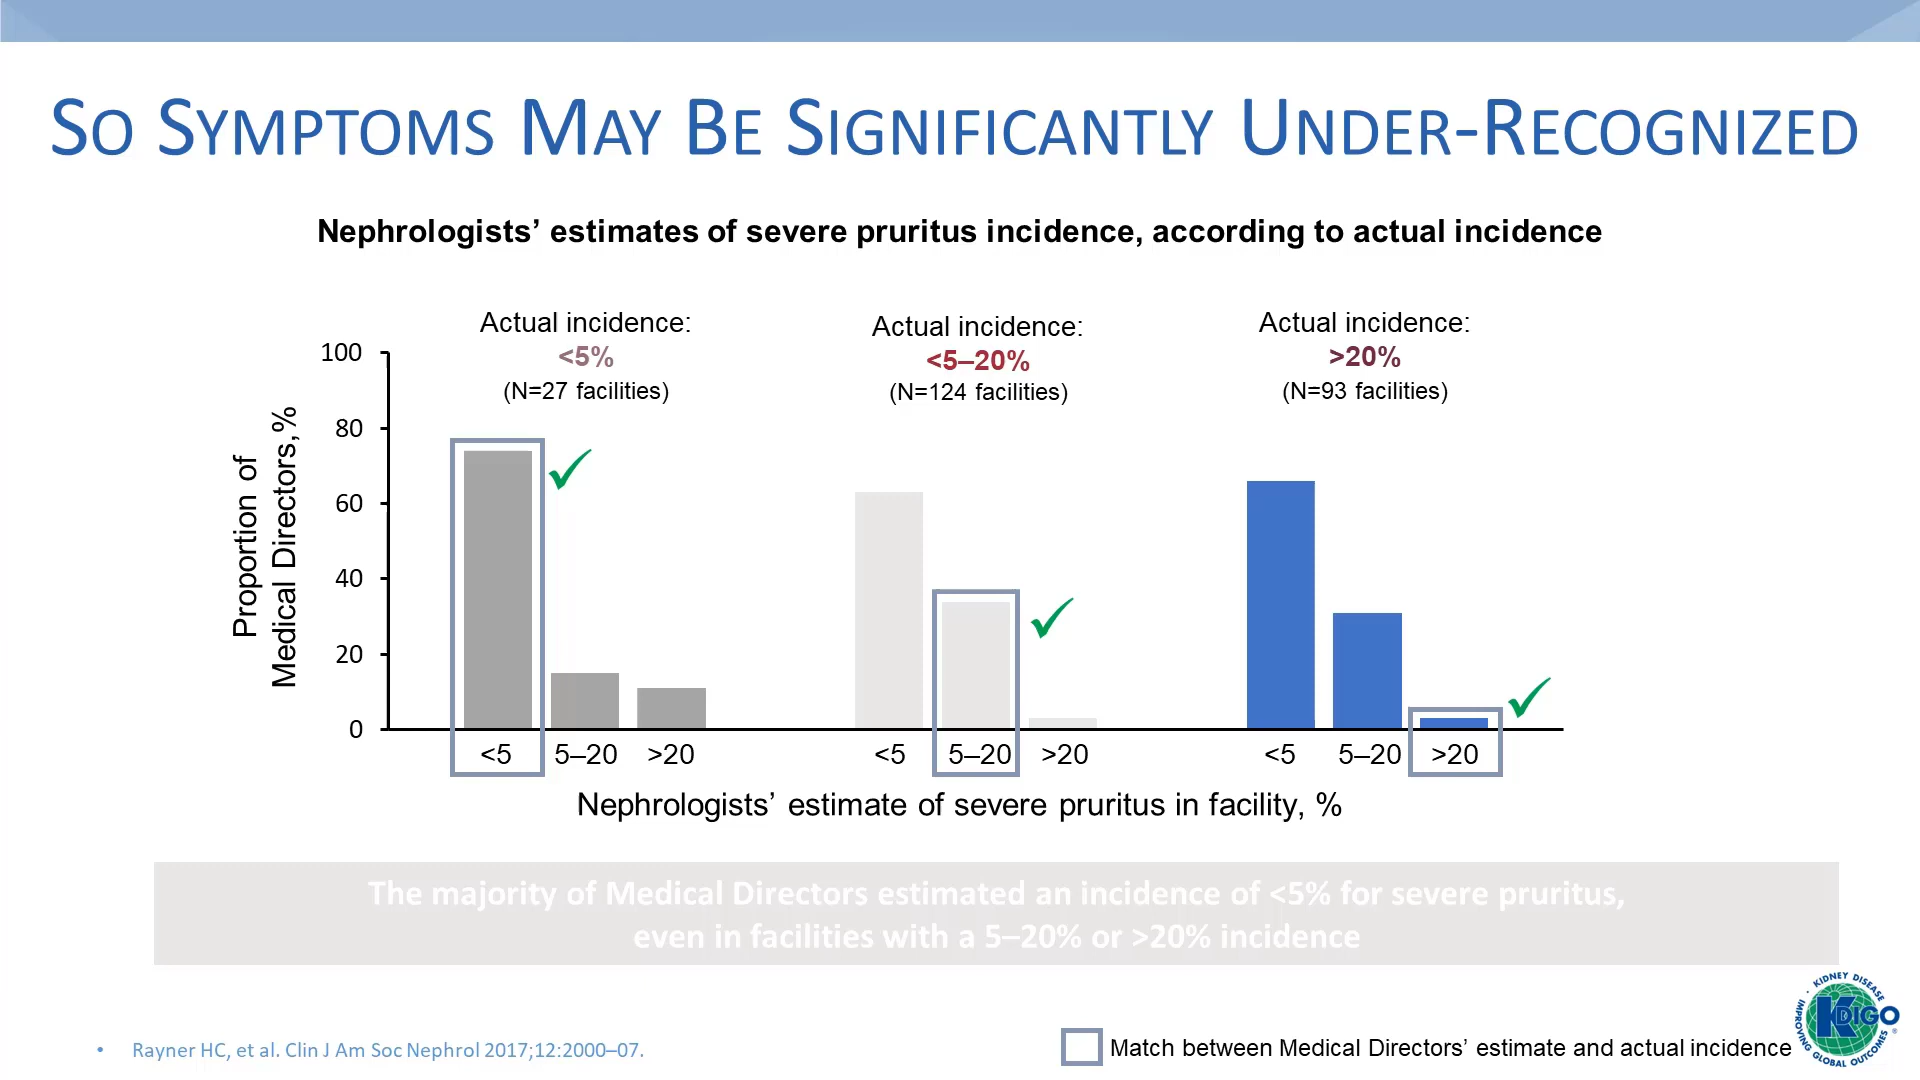 So Symptoms May Be Significantly Under-Recognized
Nephrologists’ estimates of severe pruritus incidence, according to actual incidence
Actual incidence:
<5%
(N=27 facilities)
Actual incidence:
<5–20%
(N=124 facilities)
Actual incidence:
>20%
(N=93 facilities)
Proportion of
Medical Directors,%
100
80
60
40
20
0
<5 5–20 >20
<5 5–20 >20
<5 5–20 >20
Nephrologists’ estimate of severe pruritus in facility, %
The majority of Medical Directors estimated an incidence of <5% for severe pruritus,
even in facilities with a 5–20% or >20% incidence
• Rayner HC, et al. Clin J Am Soc Nephrol 2017;12:2000–07.
Match between Medical Directors’ estimate and actual incidence
KIDNEY DISEASE
KDIGO
IMPROVING GLOBAL OUTCOMES